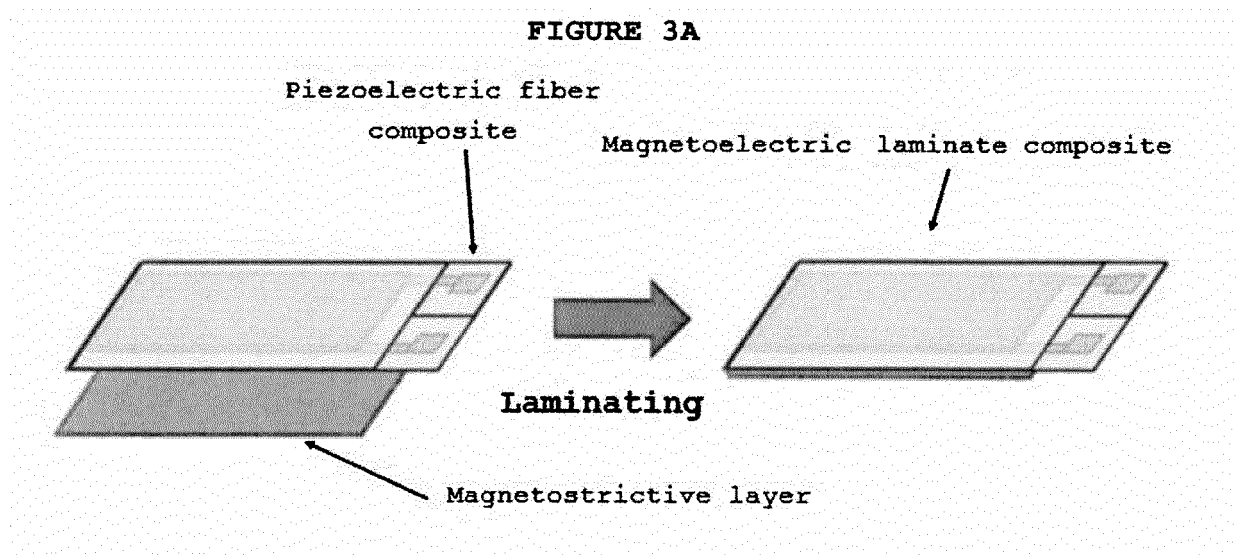 FIGURE 3A
Piezoelectric fiber
composite
Magnetoelectric laminate composite
Laminating
Magnetostrictive layer